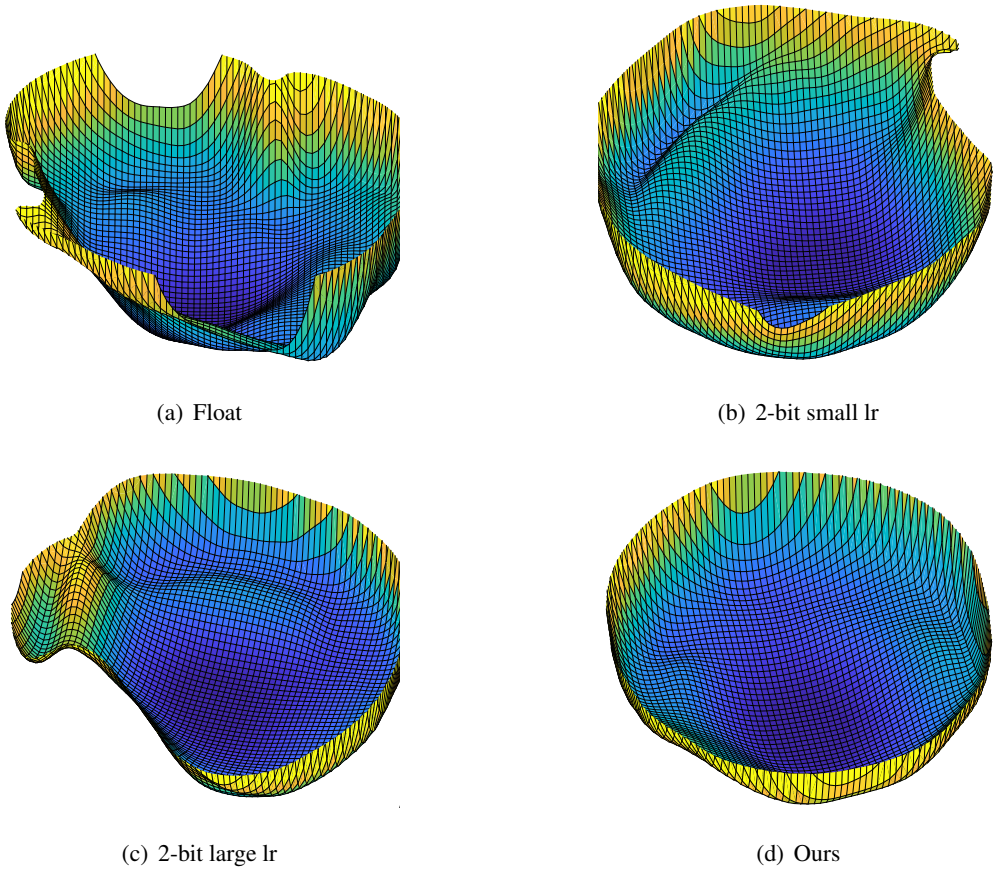 (a) Float
(b) 2-bit small lr
(c) 2-bit large lr
(d) Ours